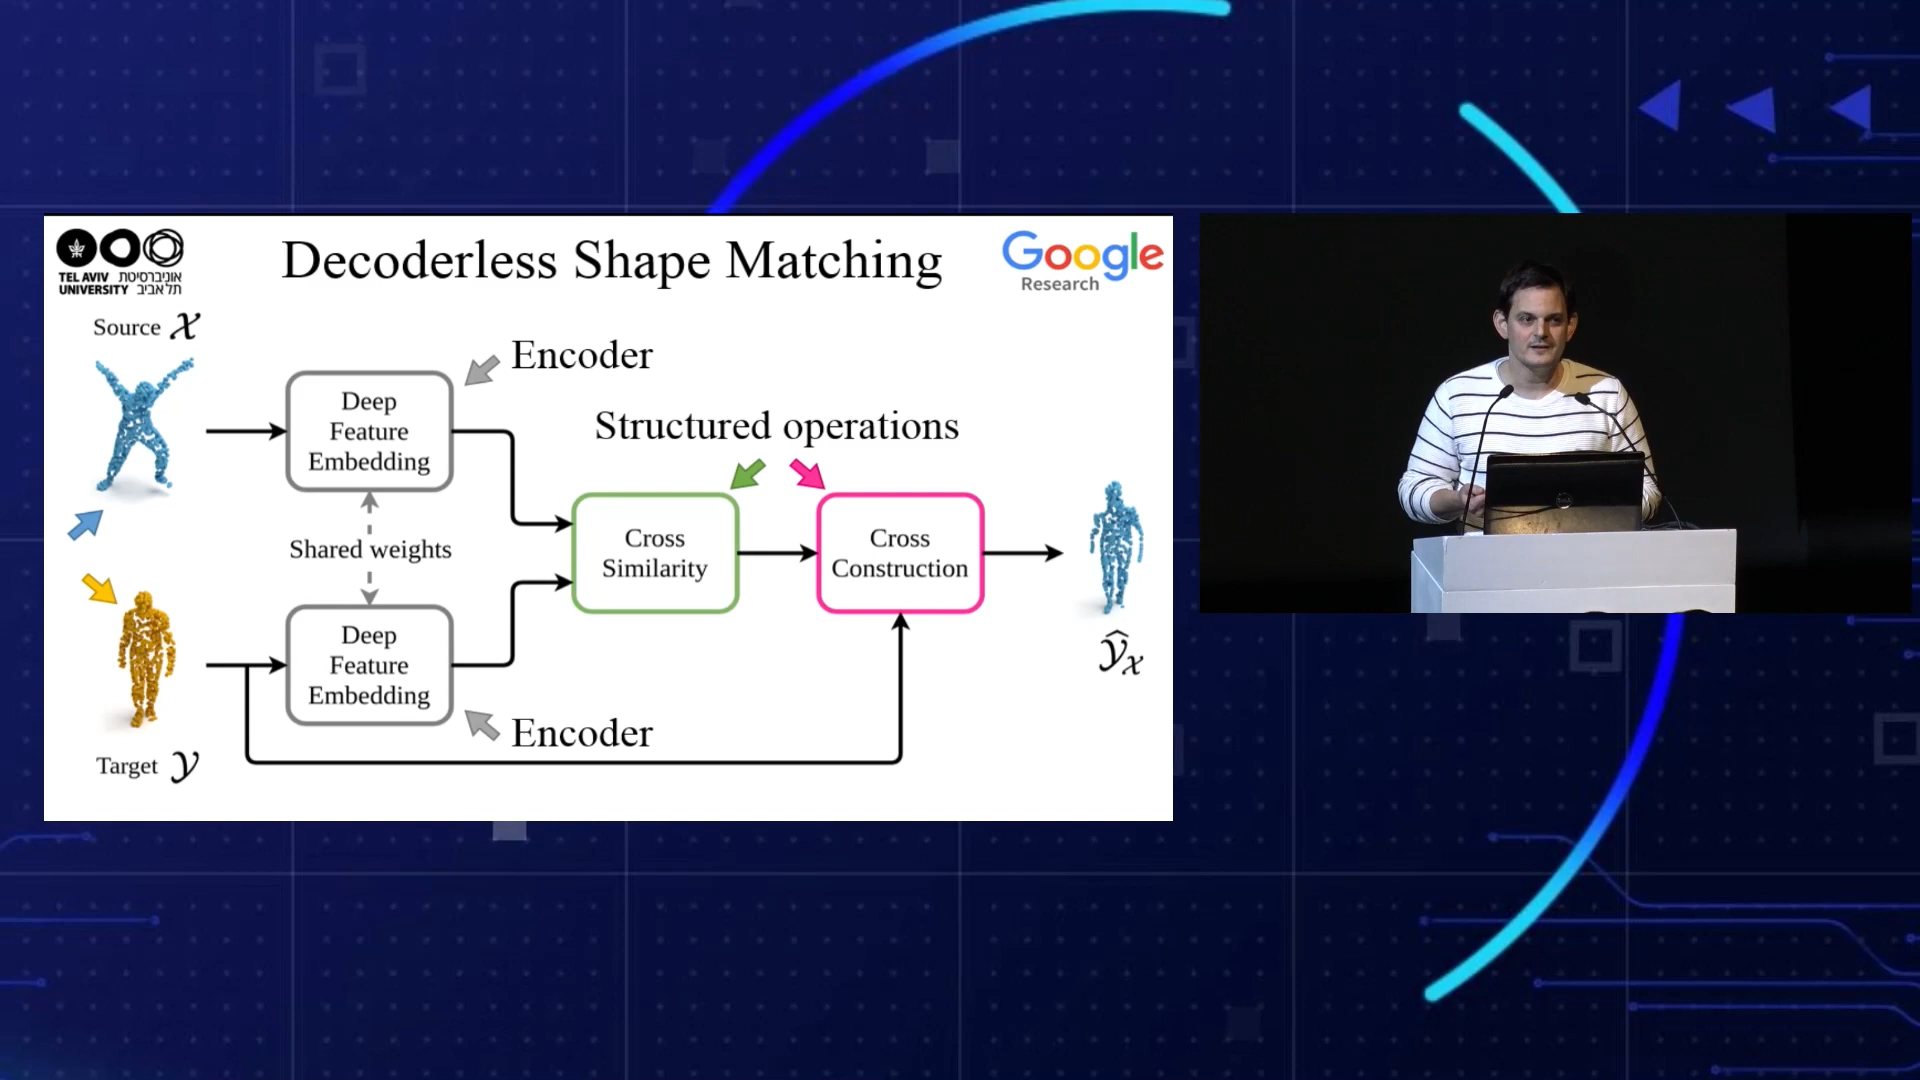 TEL AVIV אוניברסיטת
UNIVERSITY תל אביב
Decoderless Shape Matching
Google
Research
Source 𝒳
Encoder
Deep
Feature
Embedding
Structured operations
Shared weights
Cross
Similarity
Cross
Construction
Deep
Feature
Embedding
Encoder
Target 𝒴
𝒴̂𝒳